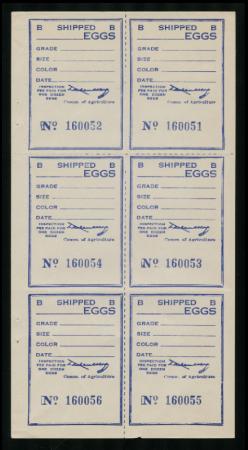 B SHIPPED B
EGGS
GRADE
SIZE
COLOR
DATE
INSPECTION
FEE PAID FOR
ONE DOZEN
EGGS
Comm. of Agriculture
Nº 160052
B SHIPPED B
EGGS
GRADE
SIZE
COLOR
DATE
INSPECTION
FEE PAID FOR
ONE DOZEN
EGGS
Comm. of Agriculture
Nº 160051
B SHIPPED B
EGGS
GRADE
SIZE
COLOR
DATE
INSPECTION
FEE PAID FOR
ONE DOZEN
EGGS
Comm. of Agriculture
Nº 160054
B SHIPPED B
EGGS
GRADE
SIZE
COLOR
DATE
INSPECTION
FEE PAID FOR
ONE DOZEN
EGGS
Comm. of Agriculture
Nº 160053
B SHIPPED B
EGGS
GRADE
SIZE
COLOR
DATE
INSPECTION
FEE PAID FOR
ONE DOZEN
EGGS
Comm. of Agriculture
Nº 160056
B SHIPPED B
EGGS
GRADE
SIZE
COLOR
DATE
INSPECTION
FEE PAID FOR
ONE DOZEN
EGGS
Comm. of Agriculture
Nº 160055